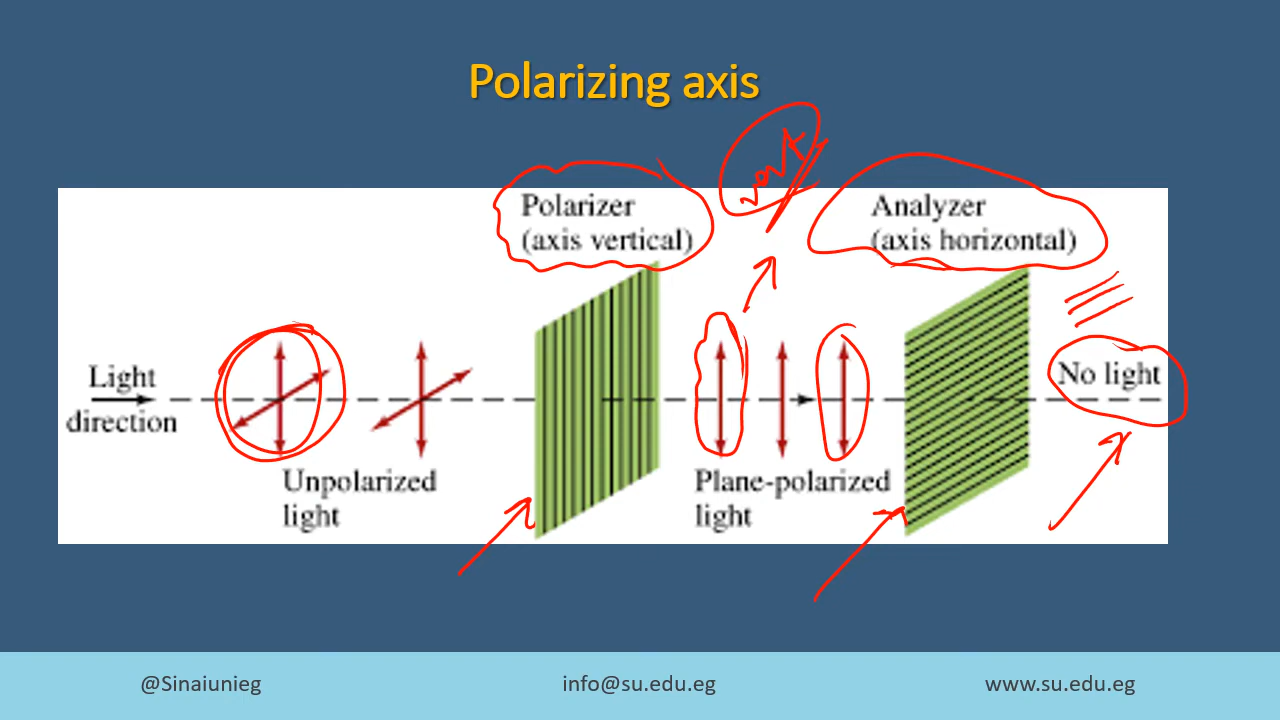 Polarizing axis
vert
Polarizer
(axis vertical)
Analyzer
(axis horizontal)
Light
direction
No light
Unpolarized
light
Plane-polarized
light
@Sinaiunieg
info@su.edu.eg
www.su.edu.eg